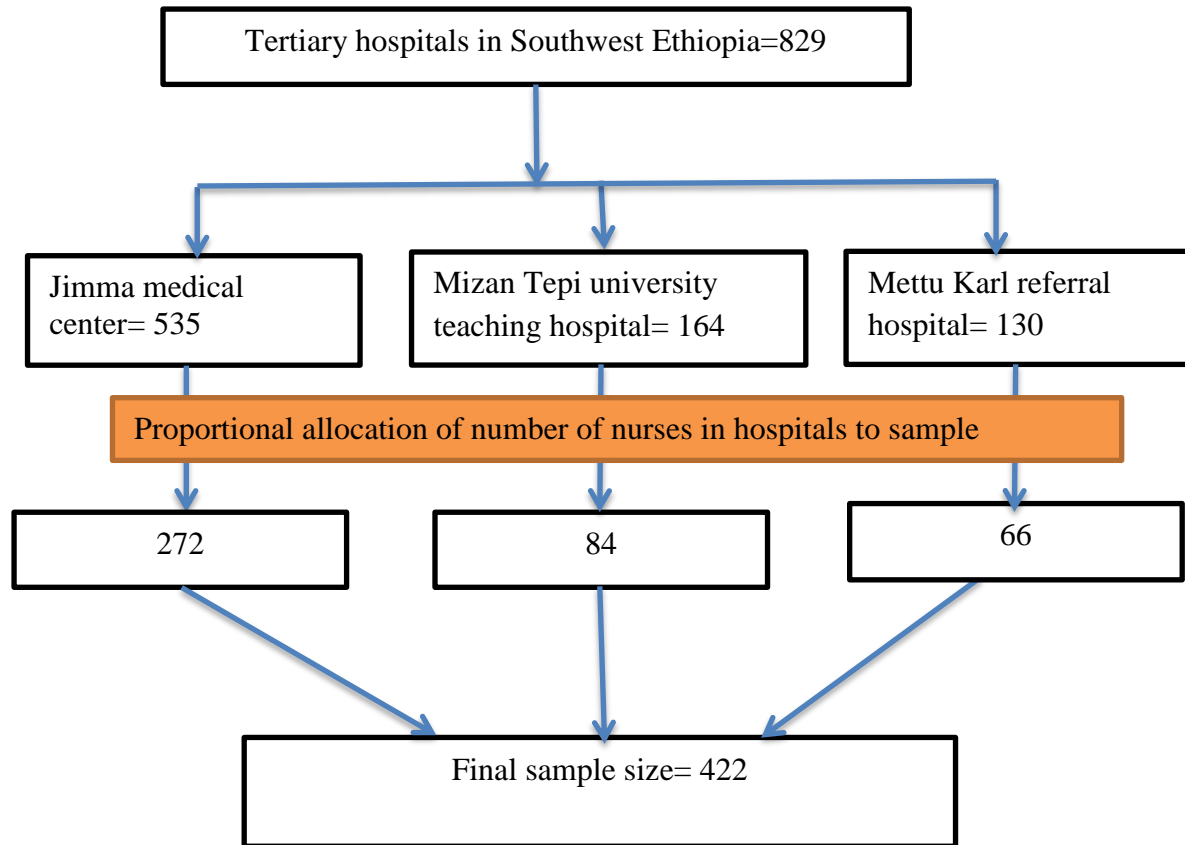 Tertiary hospitals in Southwest Ethiopia=829
Jimma medical
center= 535
Mizan Tepi university
teaching hospital= 164
Mettu Karl referral
hospital= 130
Proportional allocation of number of nurses in hospitals to sample
272
84
66
Final sample size= 422